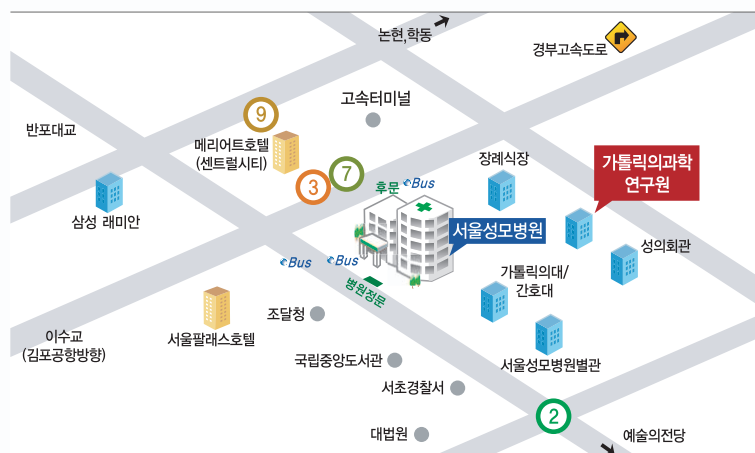 논현,학동
경부고속도로
고속터미널
9
반포대교
메리어트호텔
(센트럴시티)
장례식장
가톨릭의과학
연구원
7
3
후문
Bus
삼성 래미안
서울성모병원
성의회관
Bus
Bus
가톨릭의대/
간호대
병원정문
조달청
이수교
(김포공항방향)
서울팔래스호텔
국립중앙도서관
서울성모병원별관
서초경찰서
2
대법원
예술의전당